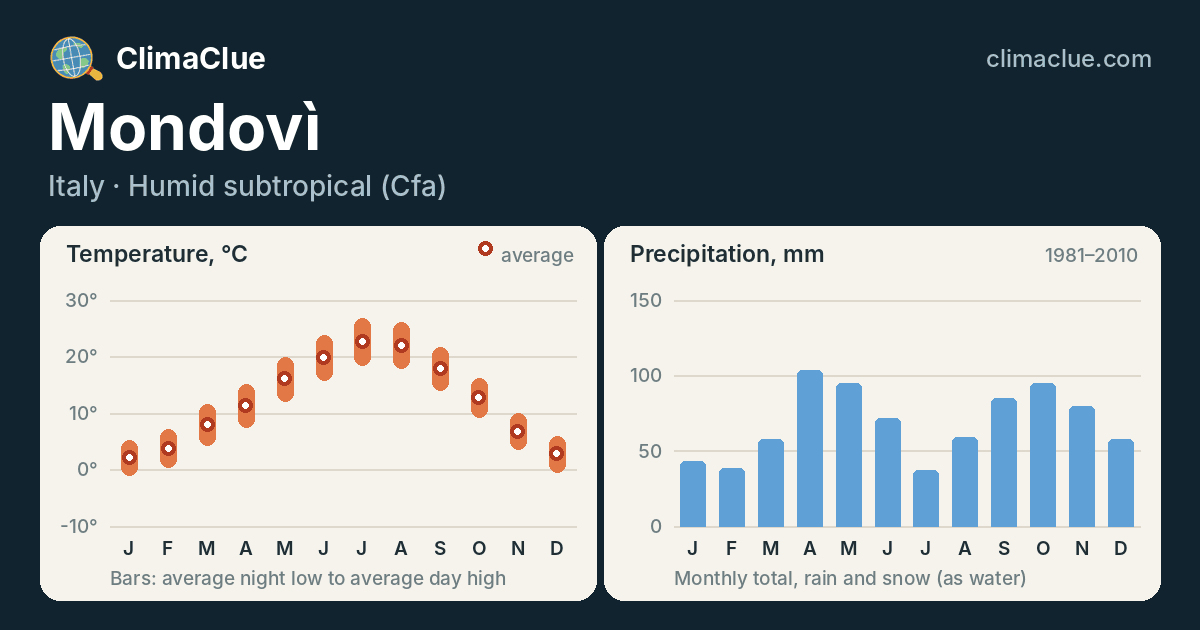 ClimaClue
climaclue.com
Mondovì
Italy · Humid subtropical (Cfa)
Temperature, °C
average
30°
20°
10°
0°
-10°
J F M A M J J A S O N D
Bars: average night low to average day high
Precipitation, mm
1981–2010
150
100
50
0
J F M A M J J A S O N D
Monthly total, rain and snow (as water)